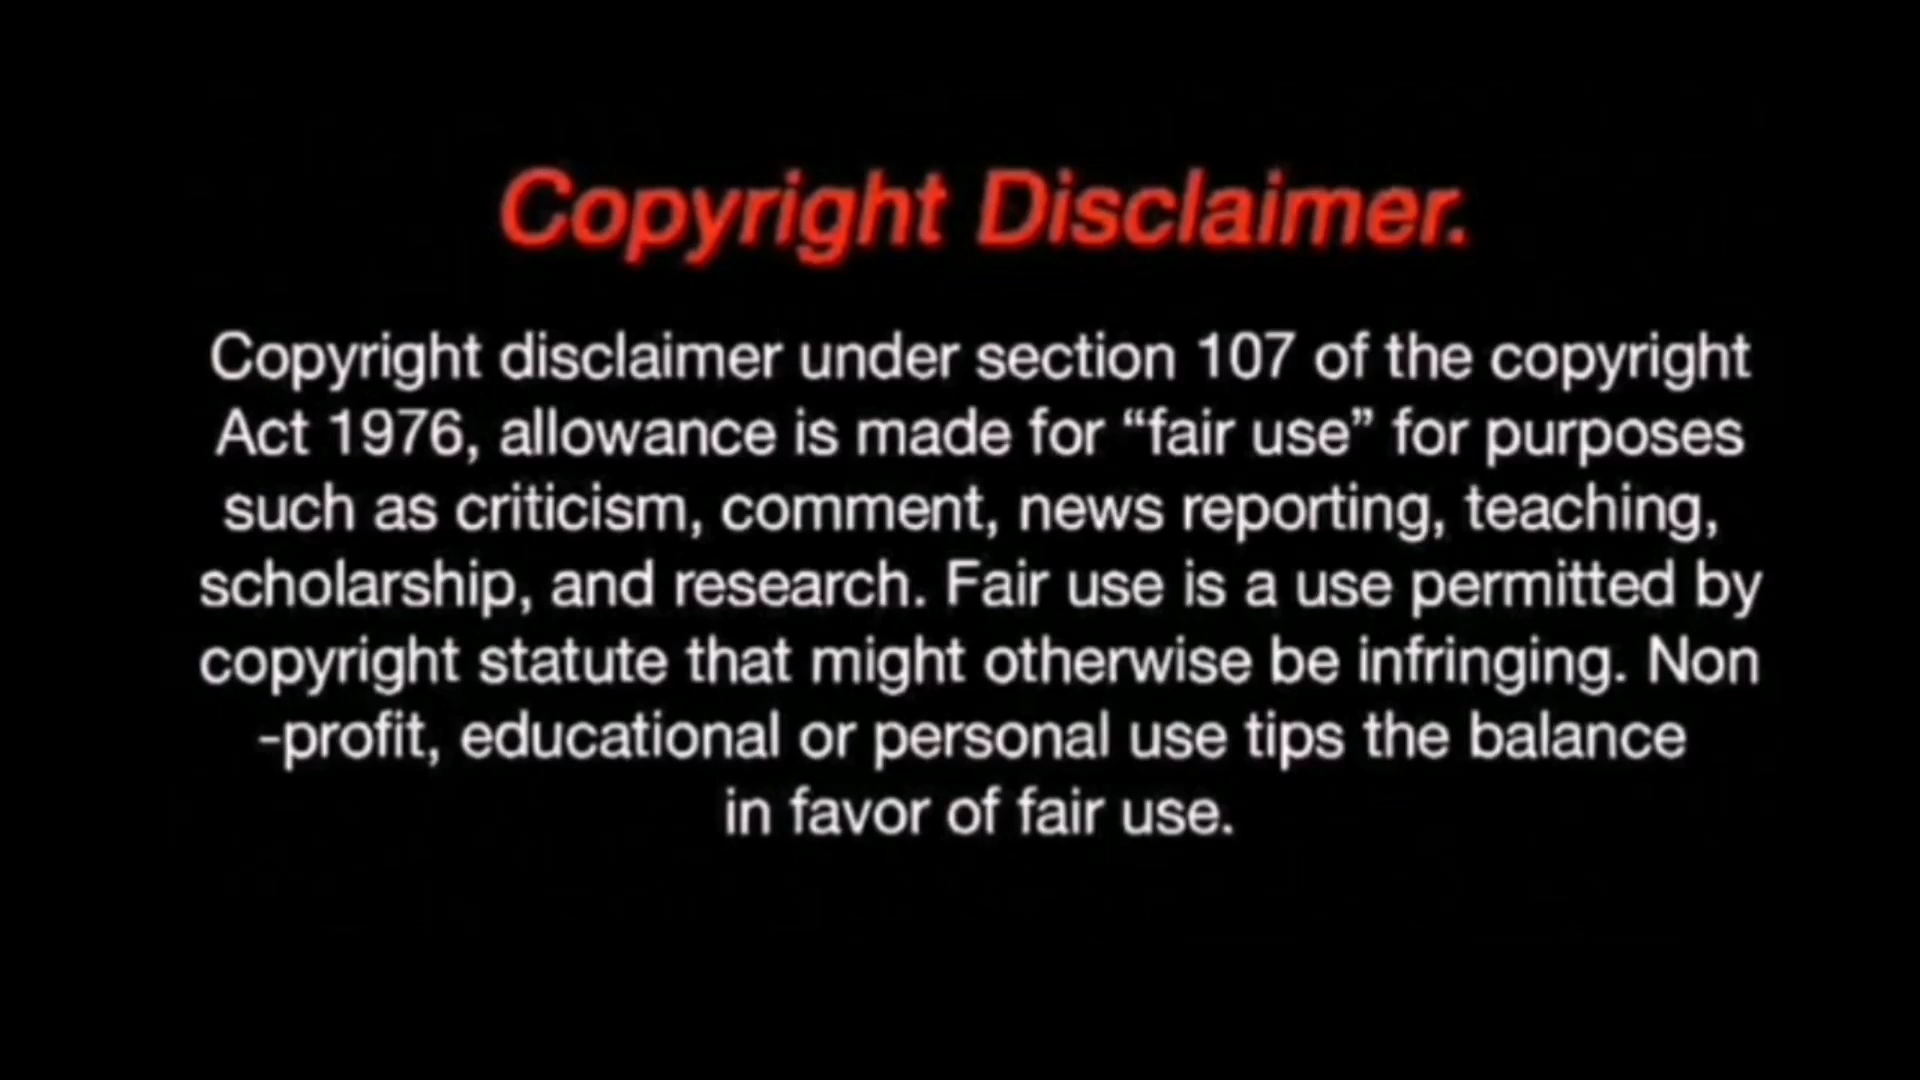 Copyright Disclaimer.
Copyright disclaimer under section 107 of the copyright
Act 1976, allowance is made for “fair use” for purposes
such as criticism, comment, news reporting, teaching,
scholarship, and research. Fair use is a use permitted by
copyright statute that might otherwise be infringing. Non
-profit, educational or personal use tips the balance
in favor of fair use.